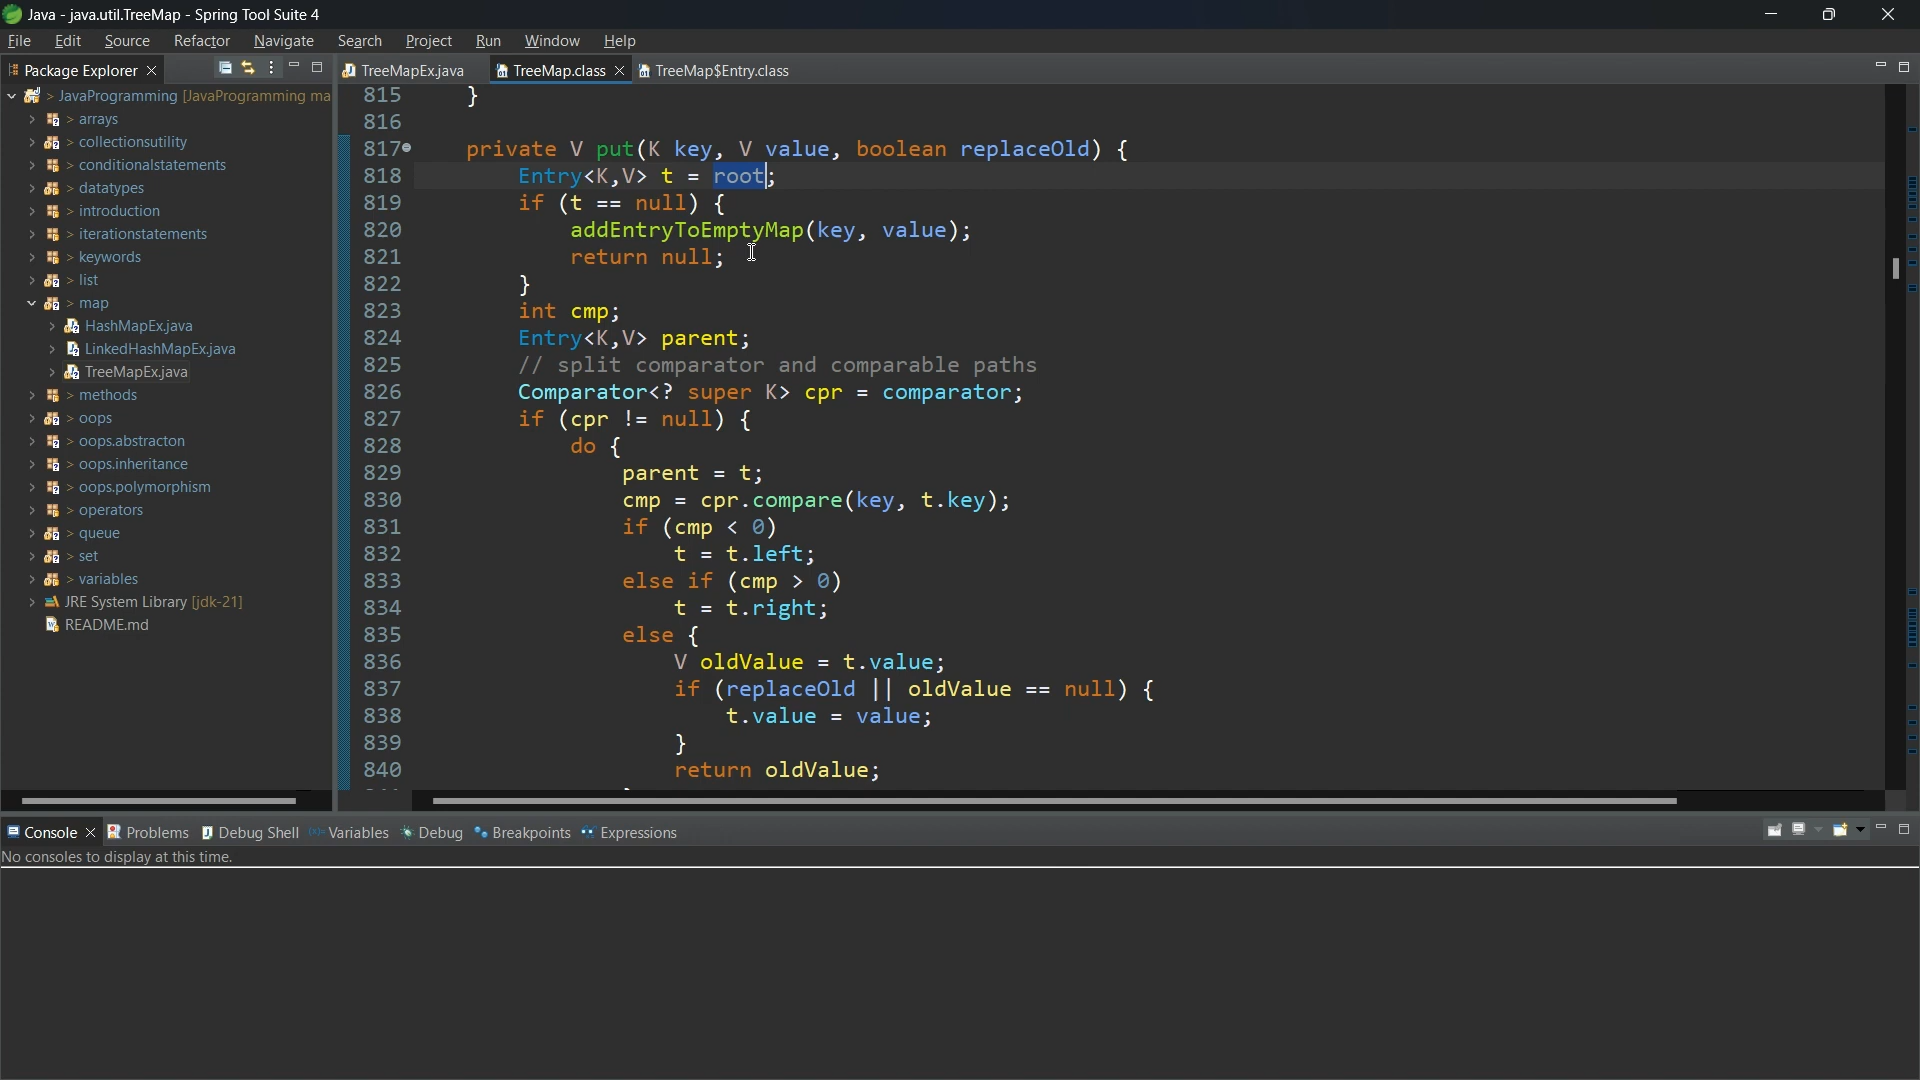 Java - java.util.TreeMap - Spring Tool Suite 4
File Edit Source Refactor Navigate Search Project Run Window Help
Package Explorer
TreeMapEx.java TreeMap.class TreeMap$Entry.class
> JavaProgramming [JavaProgramming ma
> arrays
> collectionsutility
> conditionalstatements
> datatypes
> introduction
> iterationstatements
> keywords
> list
> map
HashMapEx.java
LinkedHashMapEx.java
TreeMapEx.java
> methods
> oops
> oops.abstracton
> oops.inheritance
> oops.polymorphism
> operators
> queue
> set
> variables
JRE System Library [jdk-21]
README.md
815 }
816
817 private V put(K key, V value, boolean replaceOld) {
818 Entry<K,V> t = root;
819 if (t == null) {
820 addEntryToEmptyMap(key, value);
821 return null;
822 }
823 int cmp;
824 Entry<K,V> parent;
825 // split comparator and comparable paths
826 Comparator<? super K> cpr = comparator;
827 if (cpr != null) {
828 do {
829 parent = t;
830 cmp = cpr.compare(key, t.key);
831 if (cmp < 0)
832 t = t.left;
833 else if (cmp > 0)
834 t = t.right;
835 else {
836 V oldValue = t.value;
837 if (replaceOld || oldValue == null) {
838 t.value = value;
839 }
840 return oldValue;
Console Problems Debug Shell Variables Debug Breakpoints Expressions
No consoles to display at this time.